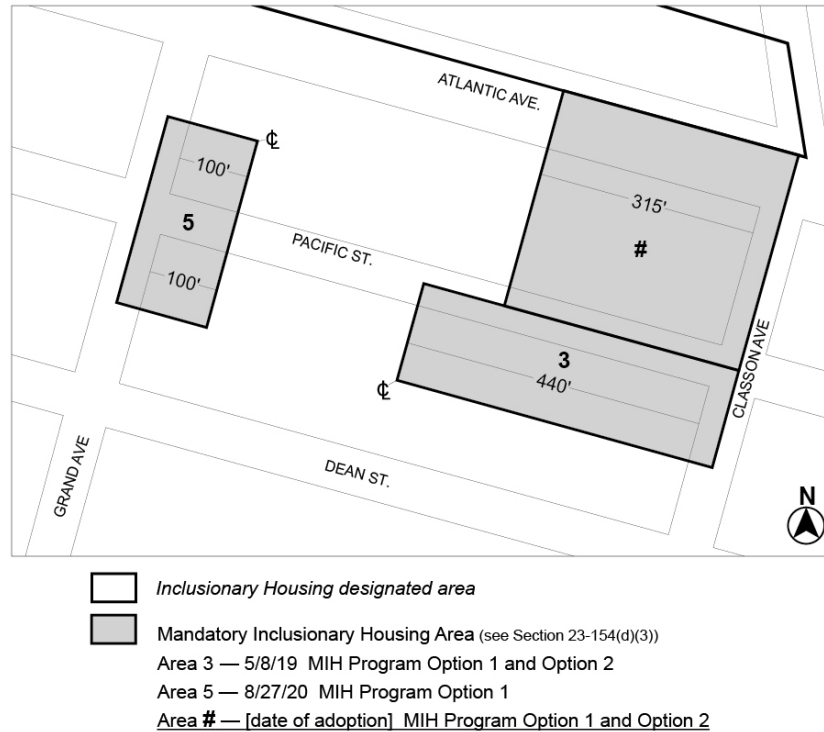 ATLANTIC AVE.
℄
100'
315'
5
#
PACIFIC ST.
100'
3
440'
℄
CLASSON AVE
GRAND AVE
DEAN ST.
N
Inclusionary Housing designated area
Mandatory Inclusionary Housing Area (see Section 23-154(d)(3))
Area 3 — 5/8/19 MIH Program Option 1 and Option 2
Area 5 — 8/27/20 MIH Program Option 1
Area # — [date of adoption] MIH Program Option 1 and Option 2